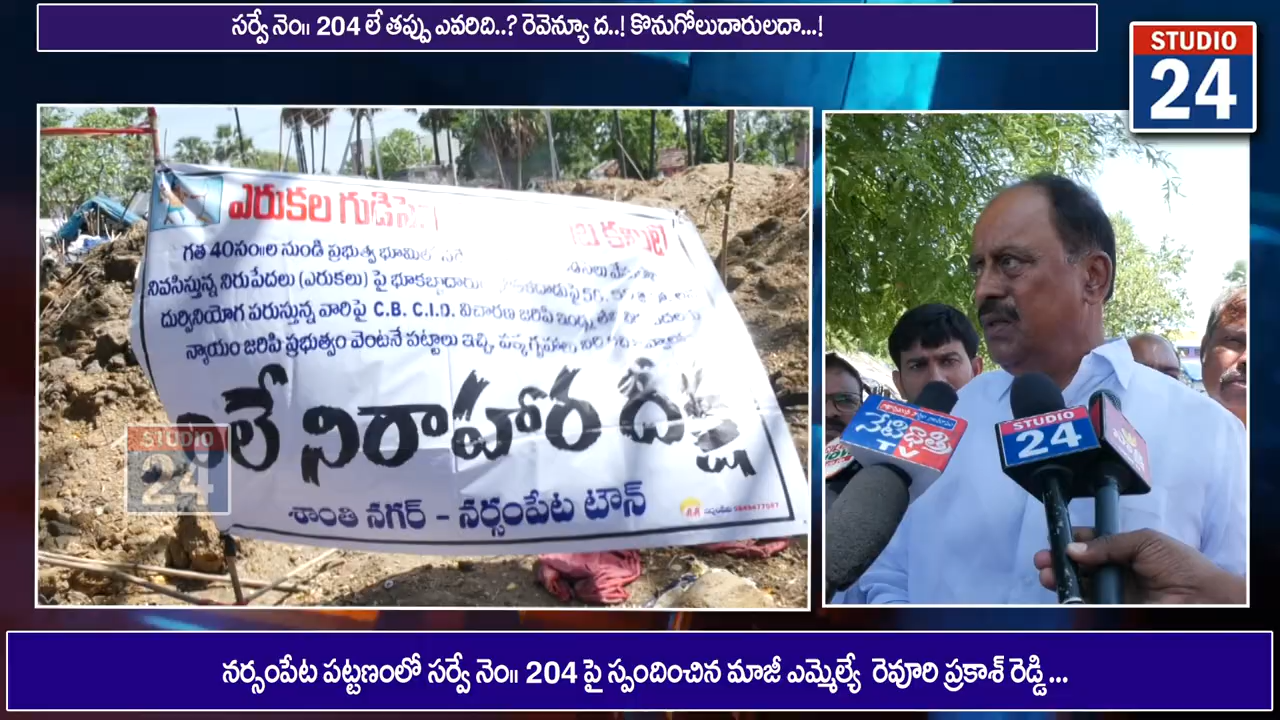 సర్వే నెం॥ 204 లే తప్పు ఎవరిది..? రెవెన్యూ ద..! కొనుగోలుదారులదా...!
STUDIO
24
ఎరుకల గుడిసె
గత 40సం॥ల నుండి ప్రభుత్వ
నివసిస్తున్న నిరుపేదలు (ఎరుకలు) పై
దుర్వినియోగ పరుస్తున్న వారిపై C.B. C.I.D. విచారణ జరిపి
న్యాయం జరిపి ప్రభుత్వం వెంటనే పట్టాలు ఇచ్చి
నిరాహార దీక్ష
శాంతి నగర్ - నర్సంపేట టౌన్
STUDIO
24
నేటిధాత్రి
TV
STUDIO
24
నర్సంపేట పట్టణంలో సర్వే నెం॥ 204 పై స్పందించిన మాజీ ఎమ్మెల్యే రెవూరి ప్రకాశ్ రెడ్డి...